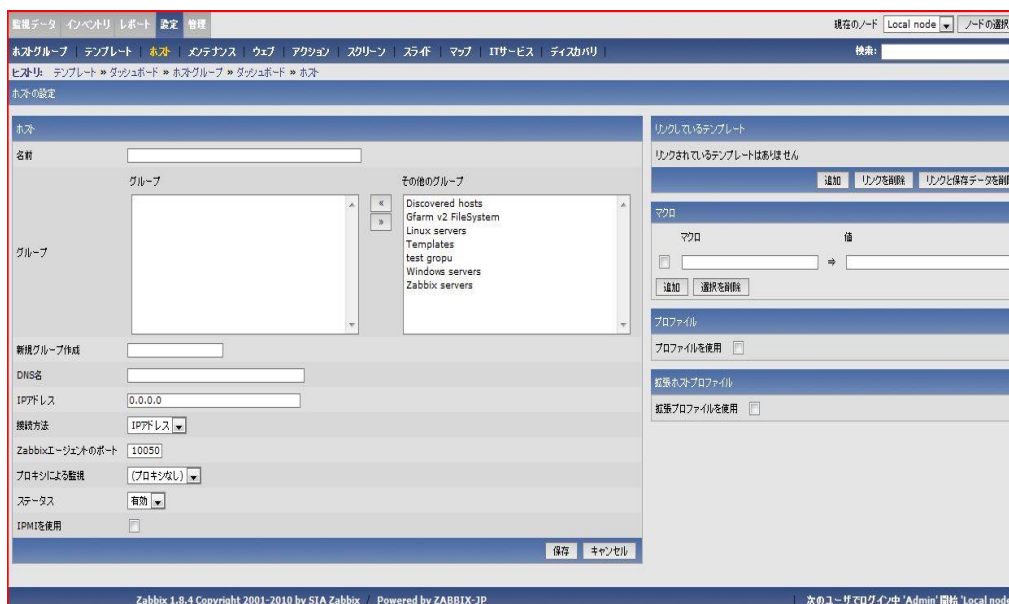 監視データ インベントリ レポート 設定 管理 現在のノード Local node ノードの選択
ホストグループ | テンプレート | ホスト | メンテナンス | ウェブ | アクション | スクリーン | スライド | マップ | ITサービス | ディスカバリ | 検索:
ヒストリ: テンプレート » ダッシュボード » ホストグループ » ダッシュボード » ホスト
ホストの設定
ホスト
名前
グループ
グループ
その他のグループ
«
»
Discovered hosts
Gfarm v2 FileSystem
Linux servers
Templates
test gropu
Windows servers
Zabbix servers
新規グループ作成
DNS名
IPアドレス 0.0.0.0
接続方法 IPアドレス
Zabbixエージェントのポート 10050
プロキシによる監視 (プロキシなし)
ステータス 有効
IPMIを使用
保存 キャンセル
リンクしているテンプレート
リンクされているテンプレートはありません
追加 リンクを削除 リンクと保存データを削
マクロ
マクロ 値
⇒
追加 選択を削除
プロファイル
プロファイルを使用
拡張ホストプロファイル
拡張プロファイルを使用
Zabbix 1.8.4 Copyright 2001-2010 by SIA Zabbix / Powered by ZABBIX-JP | 次のユーザでログイン中 'Admin' 開始 'Local node